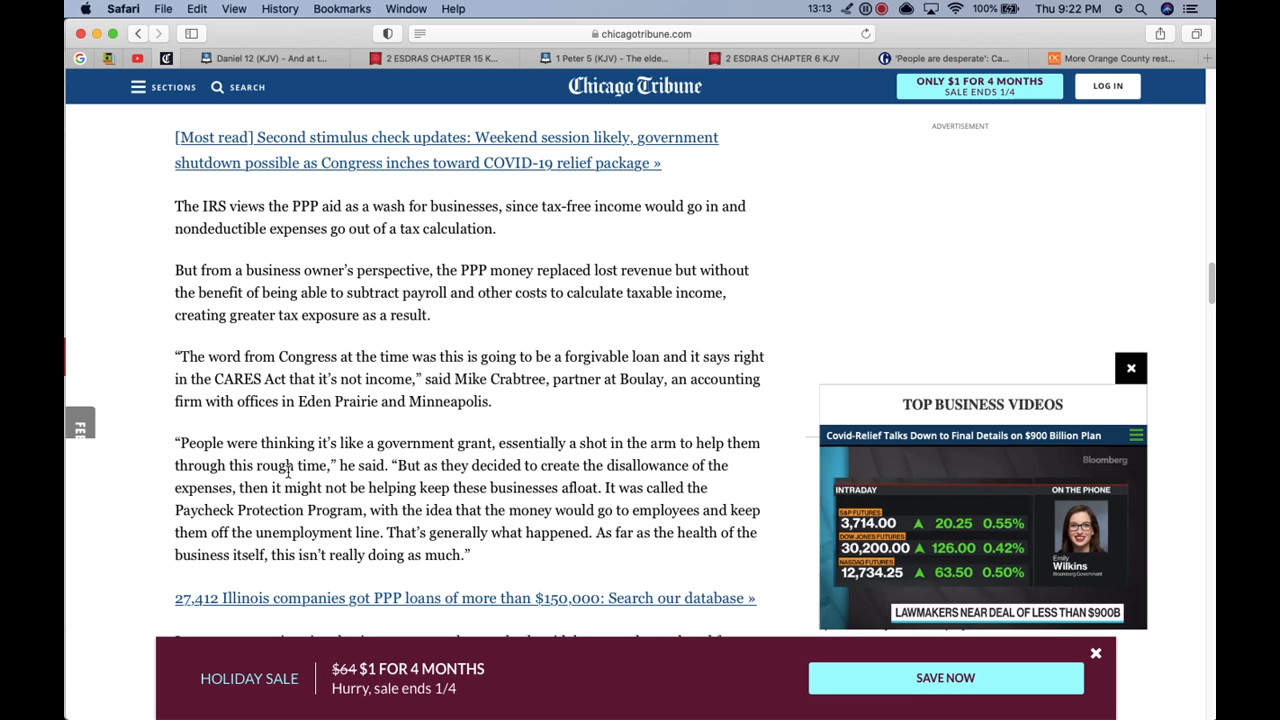 Safari File Edit View History Bookmarks Window Help 13:13 100% Thu 9:22 PM G
chicagotribune.com
Daniel 12 (KJV) - And at t...
2 ESDRAS CHAPTER 15 K...
1 Peter 5 (KJV) - The elde...
2 ESDRAS CHAPTER 6 KJV
'People are desperate': Ca...
More Orange County rest...
SECTIONS
SEARCH
Chicago Tribune
ONLY $1 FOR 4 MONTHS
SALE ENDS 1/4
LOG IN
ADVERTISEMENT
[Most read] Second stimulus check updates: Weekend session likely, government
shutdown possible as Congress inches toward COVID-19 relief package »
The IRS views the PPP aid as a wash for businesses, since tax-free income would go in and
nondeductible expenses go out of a tax calculation.
But from a business owner’s perspective, the PPP money replaced lost revenue but without
the benefit of being able to subtract payroll and other costs to calculate taxable income,
creating greater tax exposure as a result.
“The word from Congress at the time was this is going to be a forgivable loan and it says right
in the CARES Act that it’s not income,” said Mike Crabtree, partner at Boulay, an accounting
firm with offices in Eden Prairie and Minneapolis.
“People were thinking it’s like a government grant, essentially a shot in the arm to help them
through this rough time,” he said. “But as they decided to create the disallowance of the
expenses, then it might not be helping keep these businesses afloat. It was called the
Paycheck Protection Program, with the idea that the money would go to employees and keep
them off the unemployment line. That’s generally what happened. As far as the health of the
business itself, this isn’t really doing as much.”
27,412 Illinois companies got PPP loans of more than $150,000: Search our database »
FE
TOP BUSINESS VIDEOS
Covid-Relief Talks Down to Final Details on $900 Billion Plan
Bloomberg
INTRADAY
S&P FUTURES
3,714.00 ▲ 20.25 0.55%
DOW JONES FUTURES
30,200.00 ▲ 126.00 0.42%
NASDAQ FUTURES
12,734.25 ▲ 63.50 0.50%
ON THE PHONE
Emily
Wilkins
Bloomberg Government
LAWMAKERS NEAR DEAL OF LESS THAN $900B
HOLIDAY SALE
$64 $1 FOR 4 MONTHS
Hurry, sale ends 1/4
SAVE NOW